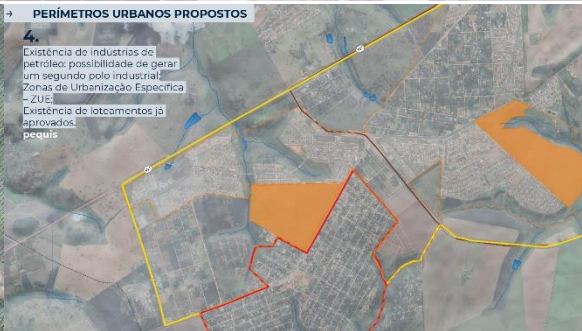 → PERÍMETROS URBANOS PROPOSTOS
4.
Existência de indústrias de
petróleo: possibilidade de gerar
um segundo polo industrial;
Zonas de Urbanização Específica
– ZUE;
Existência de loteamentos já
aprovados.
pequis